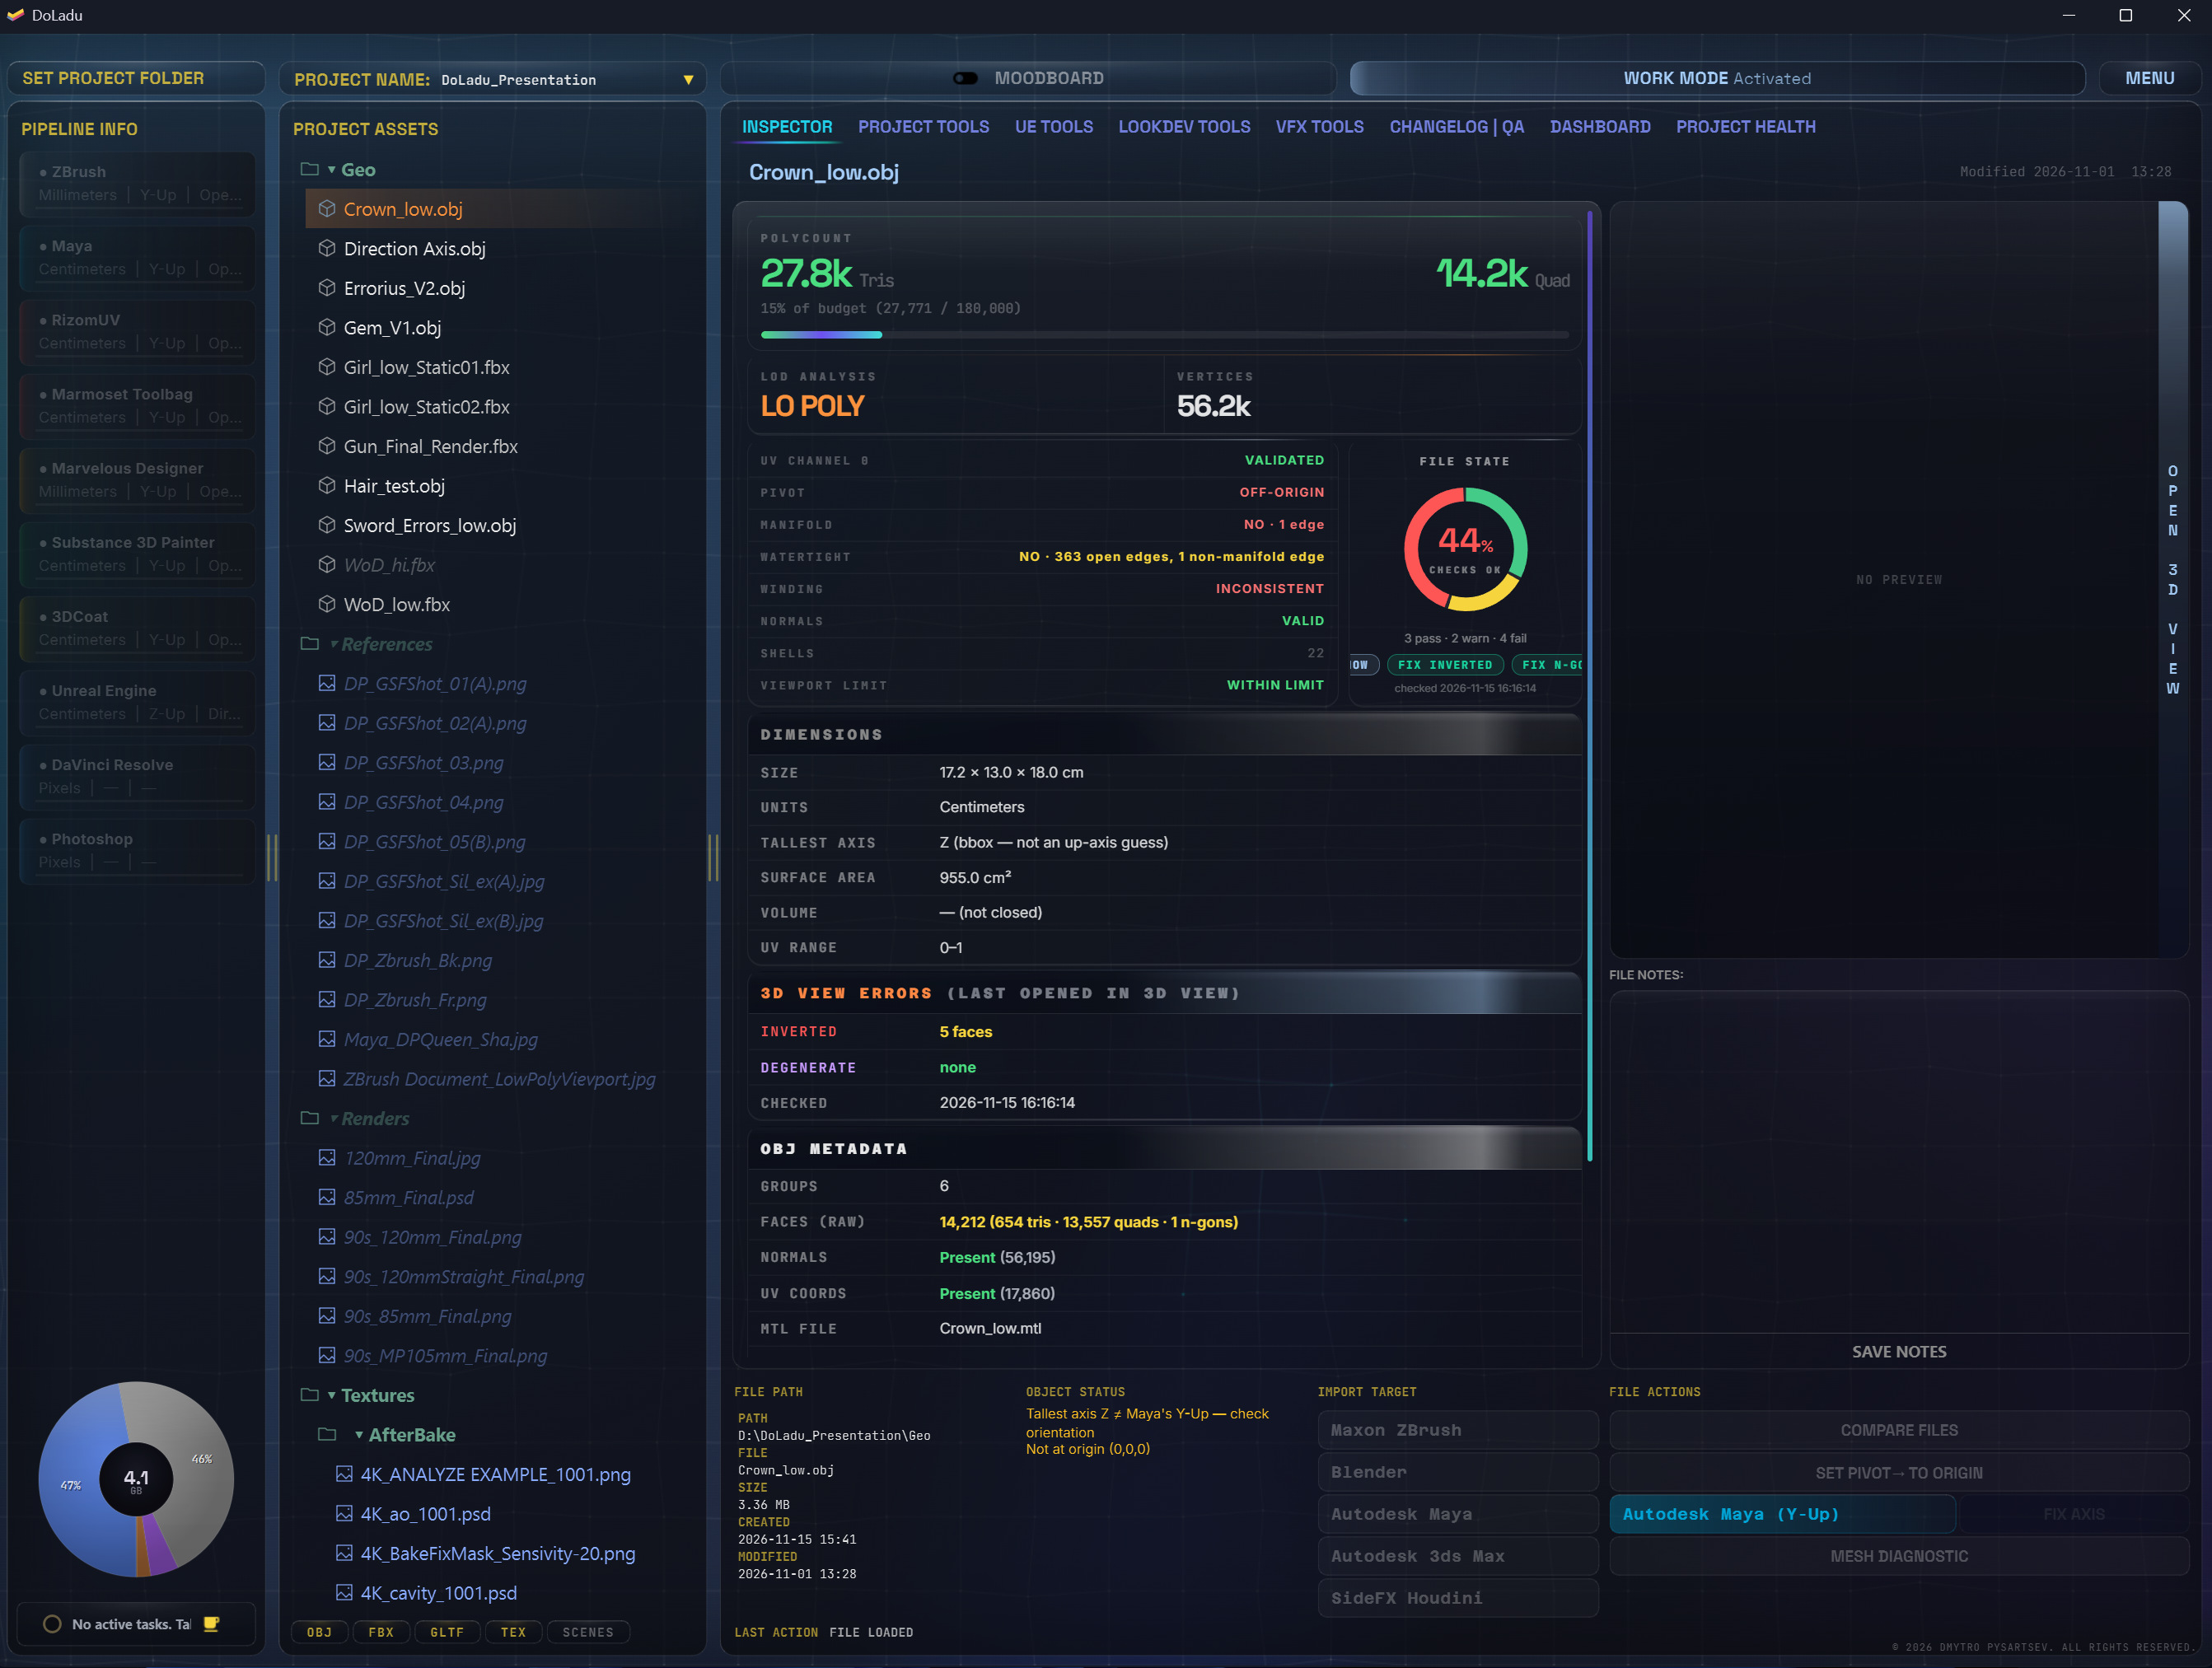 DoLadu
SET PROJECT FOLDER
PROJECT NAME: DoLadu_Presentation ▼
MOODBOARD
WORK MODE Activated
MENU
PIPELINE INFO
● ZBrush
Millimeters | Y-Up | Ope...
● Maya
Centimeters | Y-Up | Op...
● RizomUV
Centimeters | Y-Up | Op...
● Marmoset Toolbag
Centimeters | Y-Up | Op...
● Marvelous Designer
Millimeters | Y-Up | Ope...
● Substance 3D Painter
Centimeters | Y-Up | Op...
● 3DCoat
Centimeters | Y-Up | Op...
● Unreal Engine
Centimeters | Z-Up | Dir...
● DaVinci Resolve
Pixels | — | —
● Photoshop
Pixels | — | —
47%
46%
4.1
GB
No active tasks. Ta
PROJECT ASSETS
▼ Geo
Crown_low.obj
Direction Axis.obj
Errorius_V2.obj
Gem_V1.obj
Girl_low_Static01.fbx
Girl_low_Static02.fbx
Gun_Final_Render.fbx
Hair_test.obj
Sword_Errors_low.obj
WoD_hi.fbx
WoD_low.fbx
▼ References
DP_GSFShot_01(A).png
DP_GSFShot_02(A).png
DP_GSFShot_03.png
DP_GSFShot_04.png
DP_GSFShot_05(B).png
DP_GSFShot_Sil_ex(A).jpg
DP_GSFShot_Sil_ex(B).jpg
DP_Zbrush_Bk.png
DP_Zbrush_Fr.png
Maya_DPQueen_Sha.jpg
ZBrush Document_LowPolyVievport.jpg
▼ Renders
120mm_Final.jpg
85mm_Final.psd
90s_120mm_Final.png
90s_120mmStraight_Final.png
90s_85mm_Final.png
90s_MP105mm_Final.png
▼ Textures
▼ AfterBake
4K_ANALYZE EXAMPLE_1001.png
4K_ao_1001.psd
4K_BakeFixMask_Sensivity-20.png
4K_cavity_1001.psd
OBJ FBX GLTF TEX SCENES
INSPECTOR PROJECT TOOLS UE TOOLS LOOKDEV TOOLS VFX TOOLS CHANGELOG | QA DASHBOARD PROJECT HEALTH
Crown_low.obj
Modified 2026-11-01 13:28
POLYCOUNT
27.8k Tris 14.2k Quad
15% of budget (27,771 / 180,000)
LOD ANALYSIS
LO POLY
VERTICES
56.2k
UV CHANNEL 0 VALIDATED
PIVOT OFF-ORIGIN
MANIFOLD NO · 1 edge
WATERTIGHT NO · 363 open edges, 1 non-manifold edge
WINDING INCONSISTENT
NORMALS VALID
SHELLS 22
VIEWPORT LIMIT WITHIN LIMIT
FILE STATE
44%
CHECKS OK
3 pass · 2 warn · 4 fail
OW FIX INVERTED FIX N-GO
checked 2026-11-15 16:16:14
DIMENSIONS
SIZE 17.2 × 13.0 × 18.0 cm
UNITS Centimeters
TALLEST AXIS Z (bbox — not an up-axis guess)
SURFACE AREA 955.0 cm²
VOLUME — (not closed)
UV RANGE 0–1
3D VIEW ERRORS (LAST OPENED IN 3D VIEW)
INVERTED 5 faces
DEGENERATE none
CHECKED 2026-11-15 16:16:14
OBJ METADATA
GROUPS 6
FACES (RAW) 14,212 (654 tris · 13,557 quads · 1 n-gons)
NORMALS Present (56,195)
UV COORDS Present (17,860)
MTL FILE Crown_low.mtl
NO PREVIEW
OPEN 3D VIEW
FILE NOTES:
SAVE NOTES
FILE PATH
PATH
D:\DoLadu_Presentation\Geo
FILE
Crown_low.obj
SIZE
3.36 MB
CREATED
2026-11-15 15:41
MODIFIED
2026-11-01 13:28
OBJECT STATUS
Tallest axis Z ≠ Maya's Y-Up — check
orientation
Not at origin (0,0,0)
IMPORT TARGET
Maxon ZBrush
Blender
Autodesk Maya
Autodesk 3ds Max
SideFX Houdini
FILE ACTIONS
COMPARE FILES
SET PIVOT→ TO ORIGIN
Autodesk Maya (Y-Up) FIX AXIS
MESH DIAGNOSTIC
LAST ACTION FILE LOADED
© 2026 DMYTRO PYSARTSEV. ALL RIGHTS RESERVED.